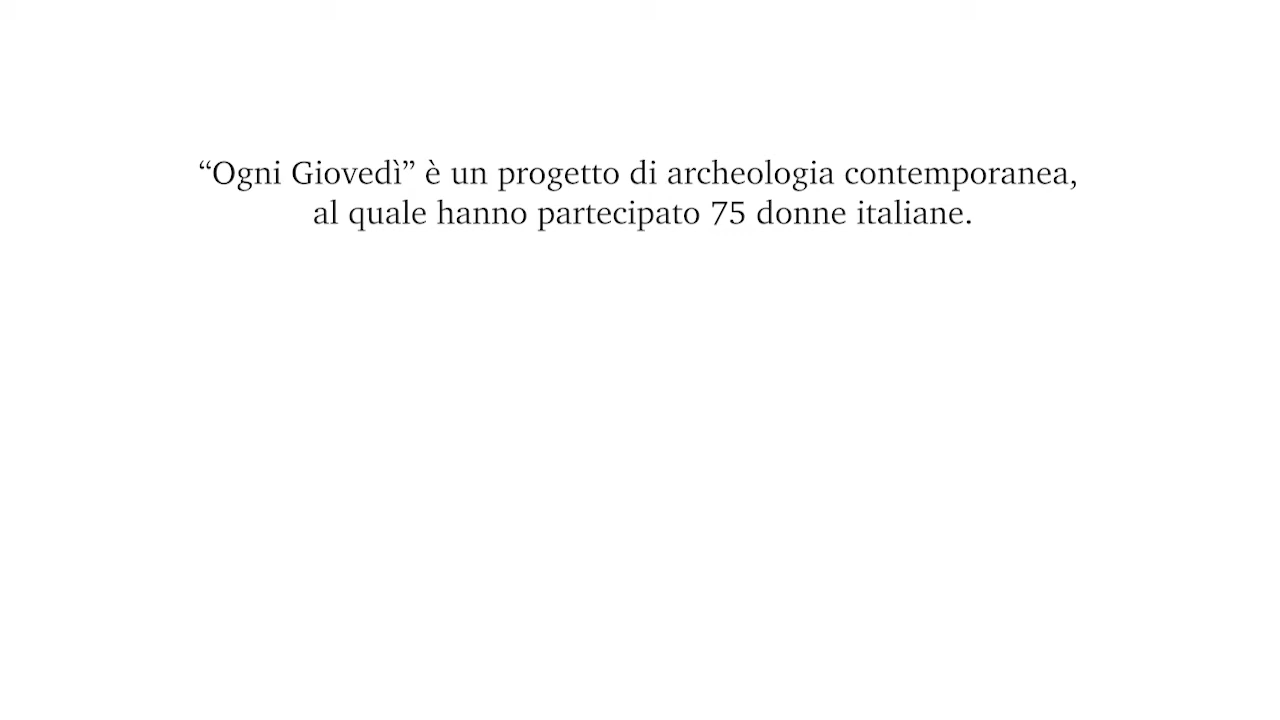 “Ogni Giovedì” è un progetto di archeologia contemporanea,
al quale hanno partecipato 75 donne italiane.